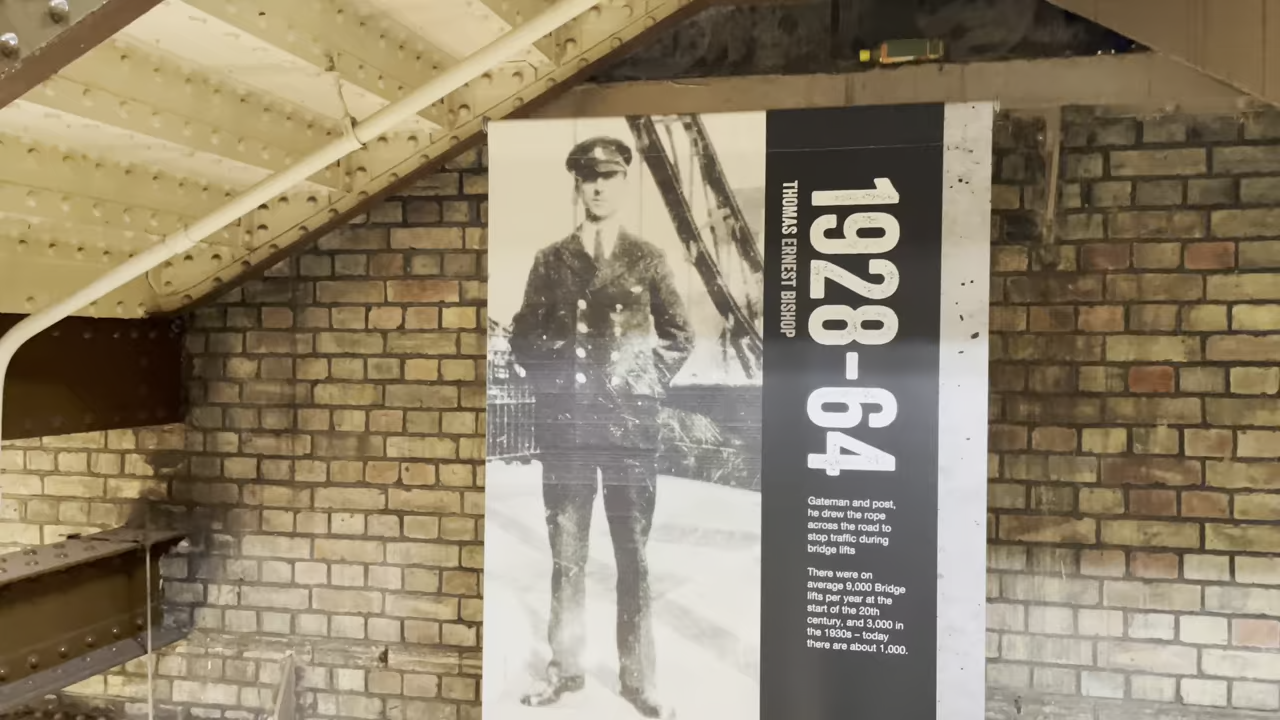 1928-64
THOMAS ERNEST BISHOP
Gateman and post,
he drew the rope
across the road to
stop traffic during
bridge lifts
There were on
average 9,000 Bridge
lifts per year at the
start of the 20th
century, and 3,000 in
the 1930s – today
there are about 1,000.